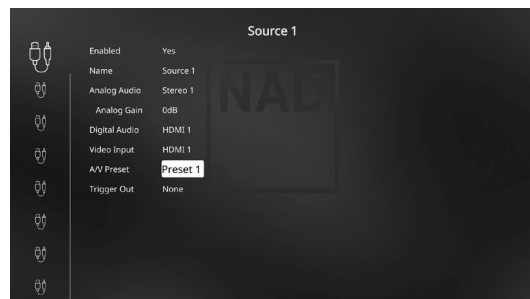 Source 1
Enabled Yes
Name Source 1
Analog Audio Stereo 1
Analog Gain 0dB
Digital Audio HDMI 1
Video Input HDMI 1
A/V Preset Preset 1
Trigger Out None
NAD